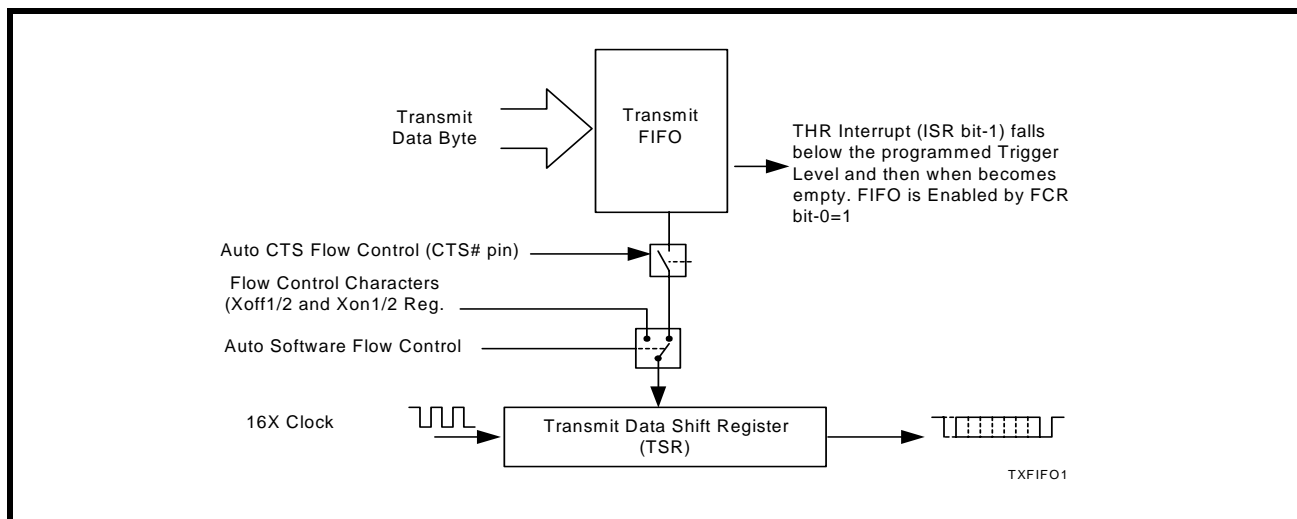 Transmit
Data Byte
Transmit
FIFO
THR Interrupt (ISR bit-1) falls
below the programmed Trigger
Level and then when becomes
empty. FIFO is Enabled by FCR
bit-0=1
Auto CTS Flow Control (CTS# pin)
Flow Control Characters
(Xoff1/2 and Xon1/2 Reg.
Auto Software Flow Control
16X Clock
Transmit Data Shift Register
(TSR)
TXFIFO1